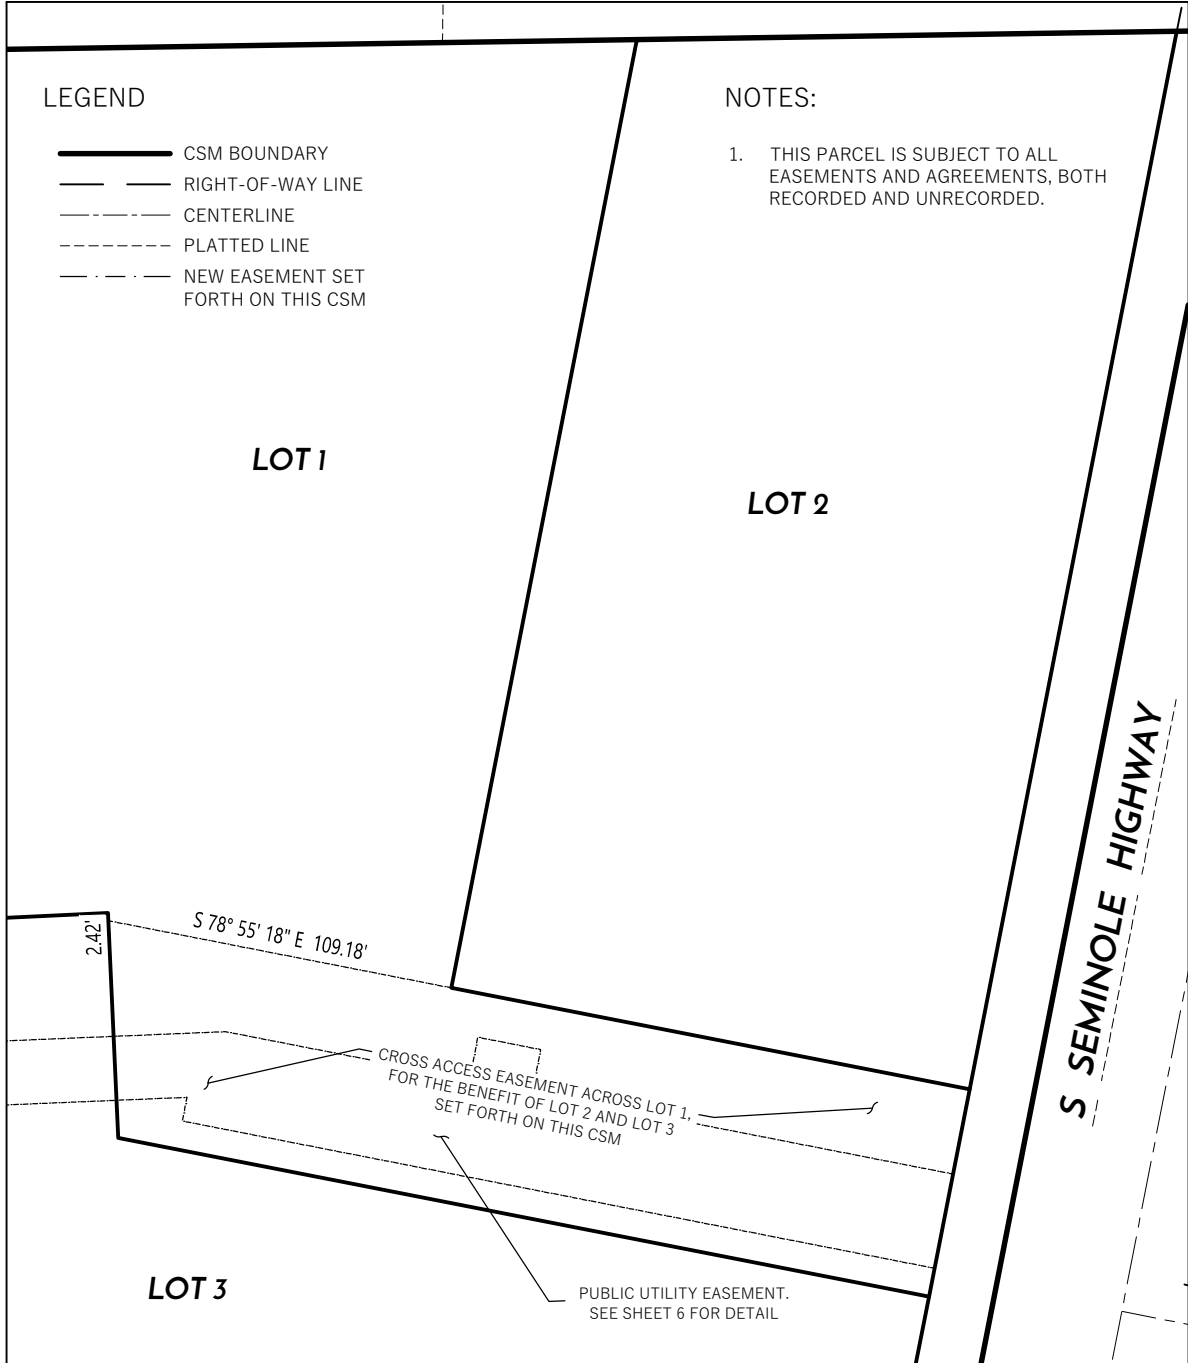 LEGEND
CSM BOUNDARY
RIGHT-OF-WAY LINE
CENTERLINE
PLATTED LINE
NEW EASEMENT SET
FORTH ON THIS CSM
NOTES:
1. THIS PARCEL IS SUBJECT TO ALL
EASEMENTS AND AGREEMENTS, BOTH
RECORDED AND UNRECORDED.
LOT 1
LOT 2
S SEMINOLE HIGHWAY
2.42'
S 78° 55' 18" E 109.18'
CROSS ACCESS EASEMENT ACROSS LOT 1,
FOR THE BENEFIT OF LOT 2 AND LOT 3
SET FORTH ON THIS CSM
LOT 3
PUBLIC UTILITY EASEMENT.
SEE SHEET 6 FOR DETAIL